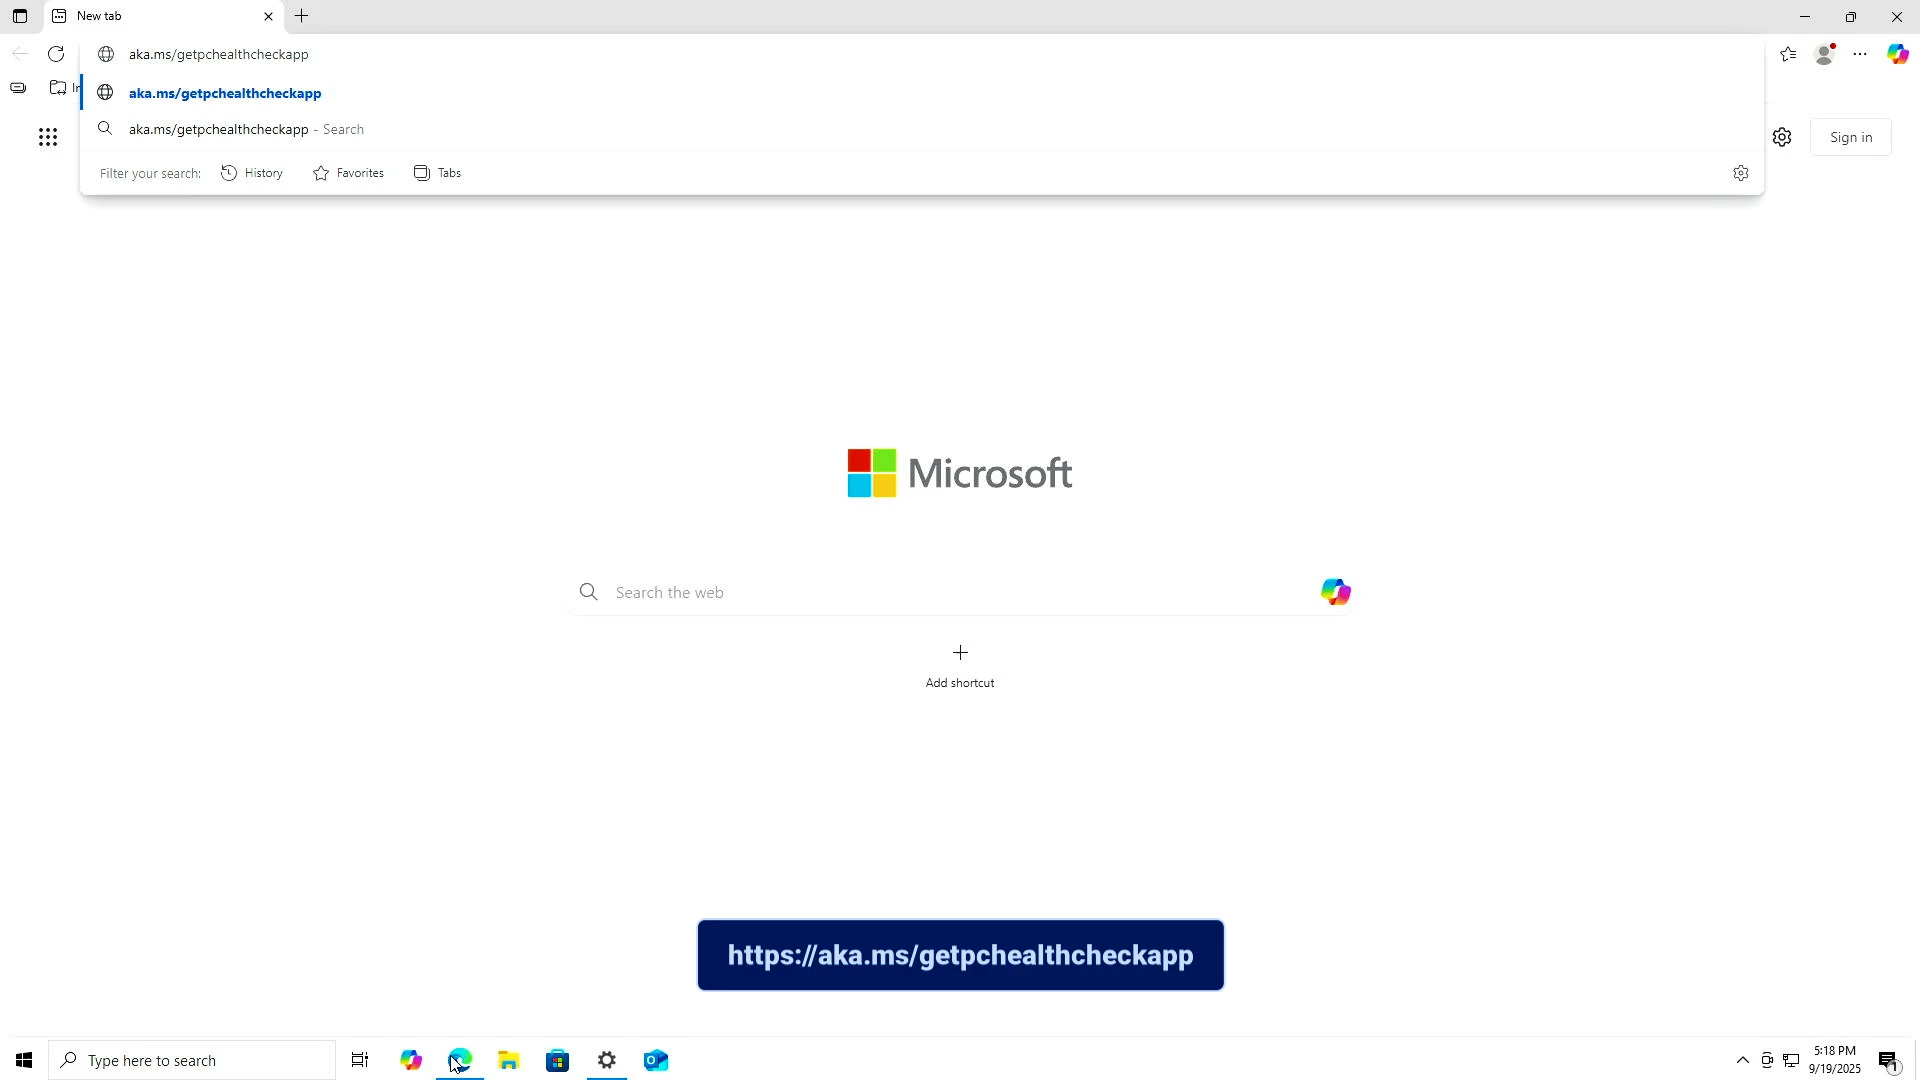 New tab
aka.ms/getpchealthcheckapp
In
aka.ms/getpchealthcheckapp
aka.ms/getpchealthcheckapp - Search
Filter your search: History Favorites Tabs
Sign in
Microsoft
Search the web
Add shortcut
https://aka.ms/getpchealthcheckapp
Type here to search
5:18 PM
9/19/2025
1